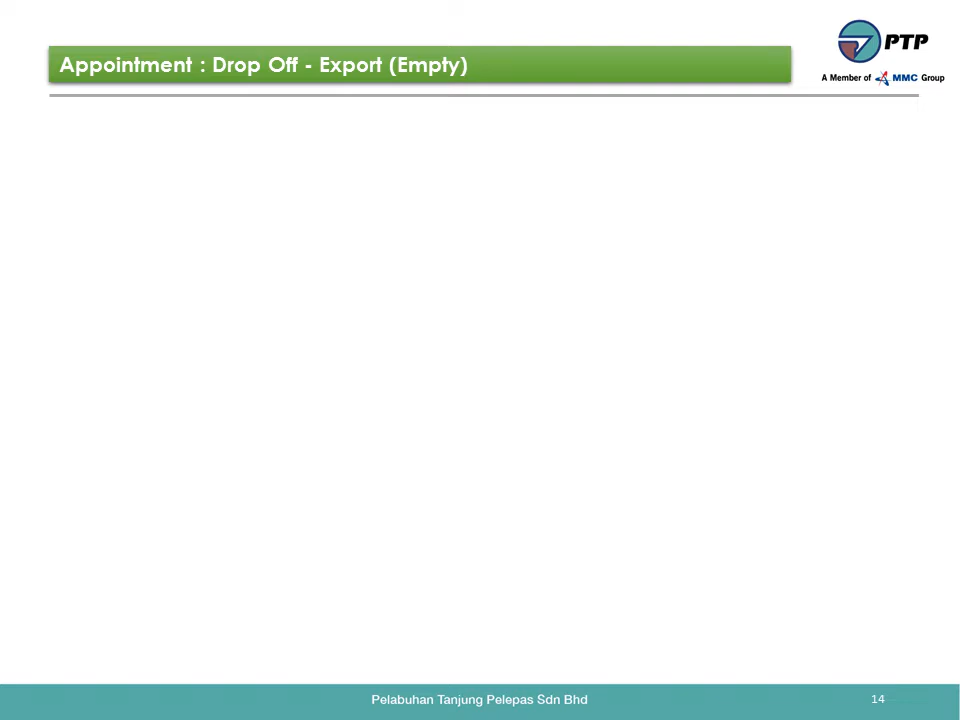 Appointment : Drop Off - Export (Empty)
PTP
A Member of MMC Group
Pelabuhan Tanjung Pelepas Sdn Bhd
14